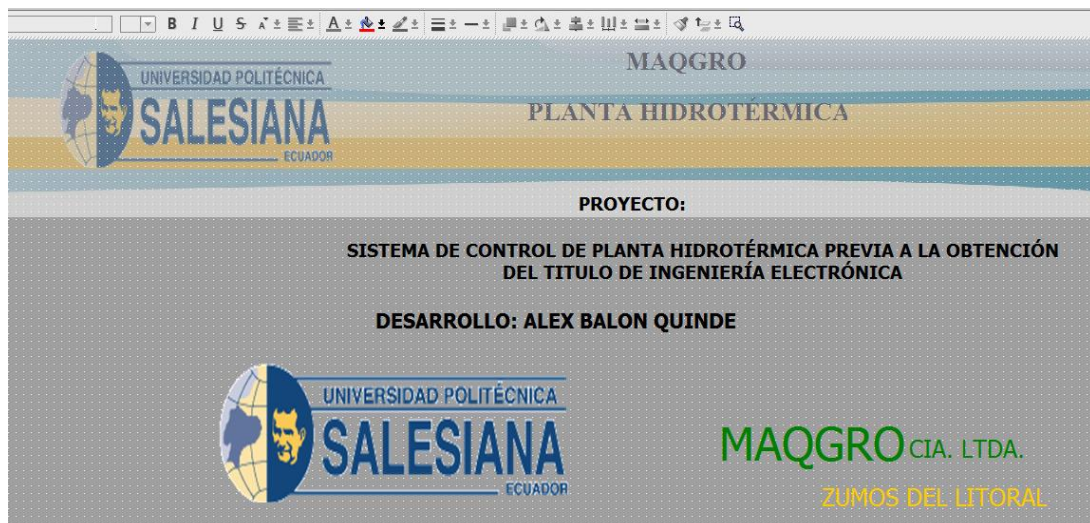 B I U S A
UNIVERSIDAD POLITÉCNICA
SALESIANA
ECUADOR
MAQGRO
PLANTA HIDROTÉRMICA
PROYECTO:
SISTEMA DE CONTROL DE PLANTA HIDROTÉRMICA PREVIA A LA OBTENCIÓN
DEL TITULO DE INGENIERÍA ELECTRÓNICA
DESARROLLO: ALEX BALON QUINDE
UNIVERSIDAD POLITÉCNICA
SALESIANA
ECUADOR
MAQGRO CIA. LTDA.
ZUMOS DEL LITORAL